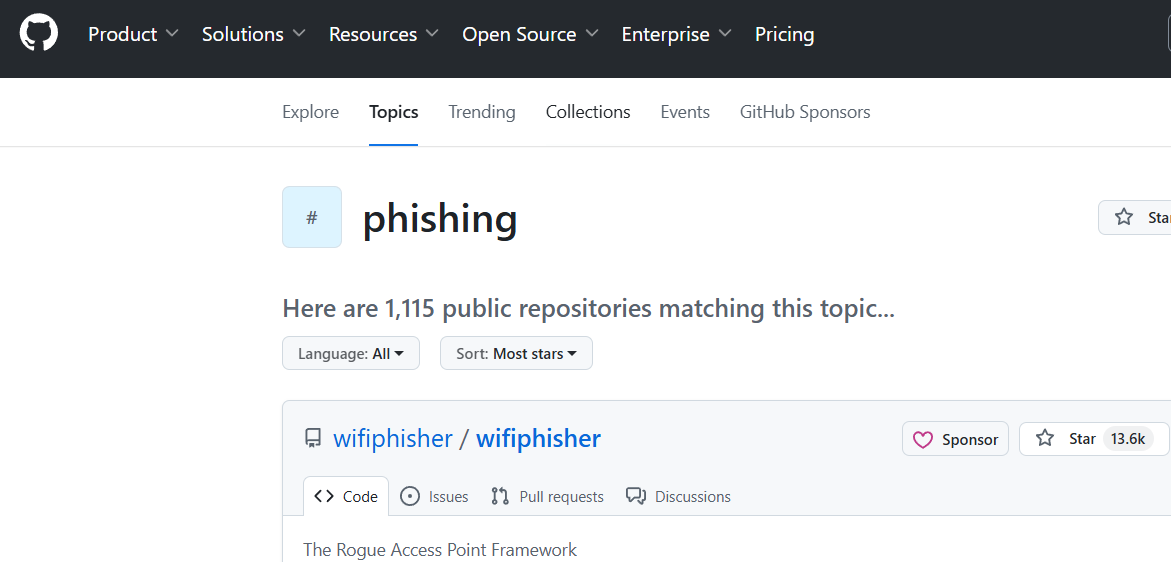 Product Solutions Resources Open Source Enterprise Pricing
Explore Topics Trending Collections Events GitHub Sponsors
# phishing
Here are 1,115 public repositories matching this topic...
Language: All Sort: Most stars
wifiphisher / wifiphisher Sponsor Star 13.6k
<> Code Issues Pull requests Discussions
The Rogue Access Point Framework